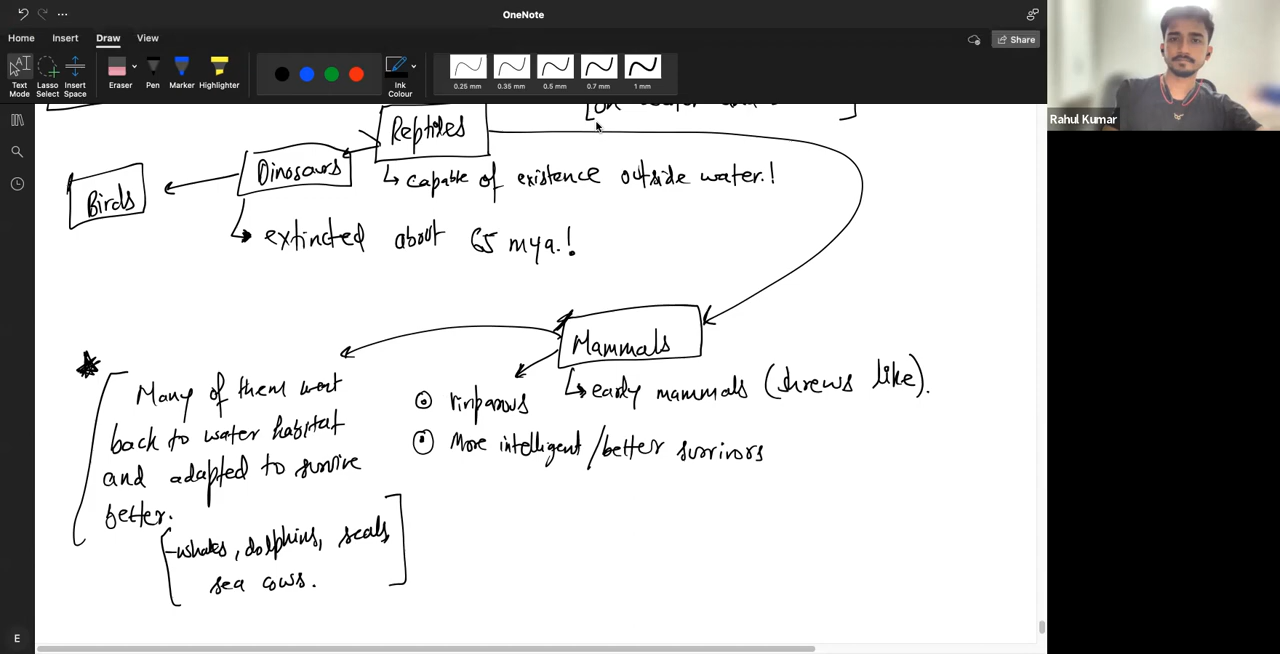 OneNote
Home Insert Draw View
Share
Text Mode
Lasso Select
Insert Space
Eraser
Pen
Marker
Highlighter
Ink Colour
0.25 mm
0.35 mm
0.5 mm
0.7 mm
1 mm
Rahul Kumar
on water
Reptiles
Dinosaurs
capable of existence outside water.!
Birds
extincted about 65 mya.!
Mammals
early mammals (shrews like).
Many of them went
back to water habitat
and adapted to survive
better.
viviparous
More intelligent/better survivors
-whales, dolphins, seals,
sea cows.
E